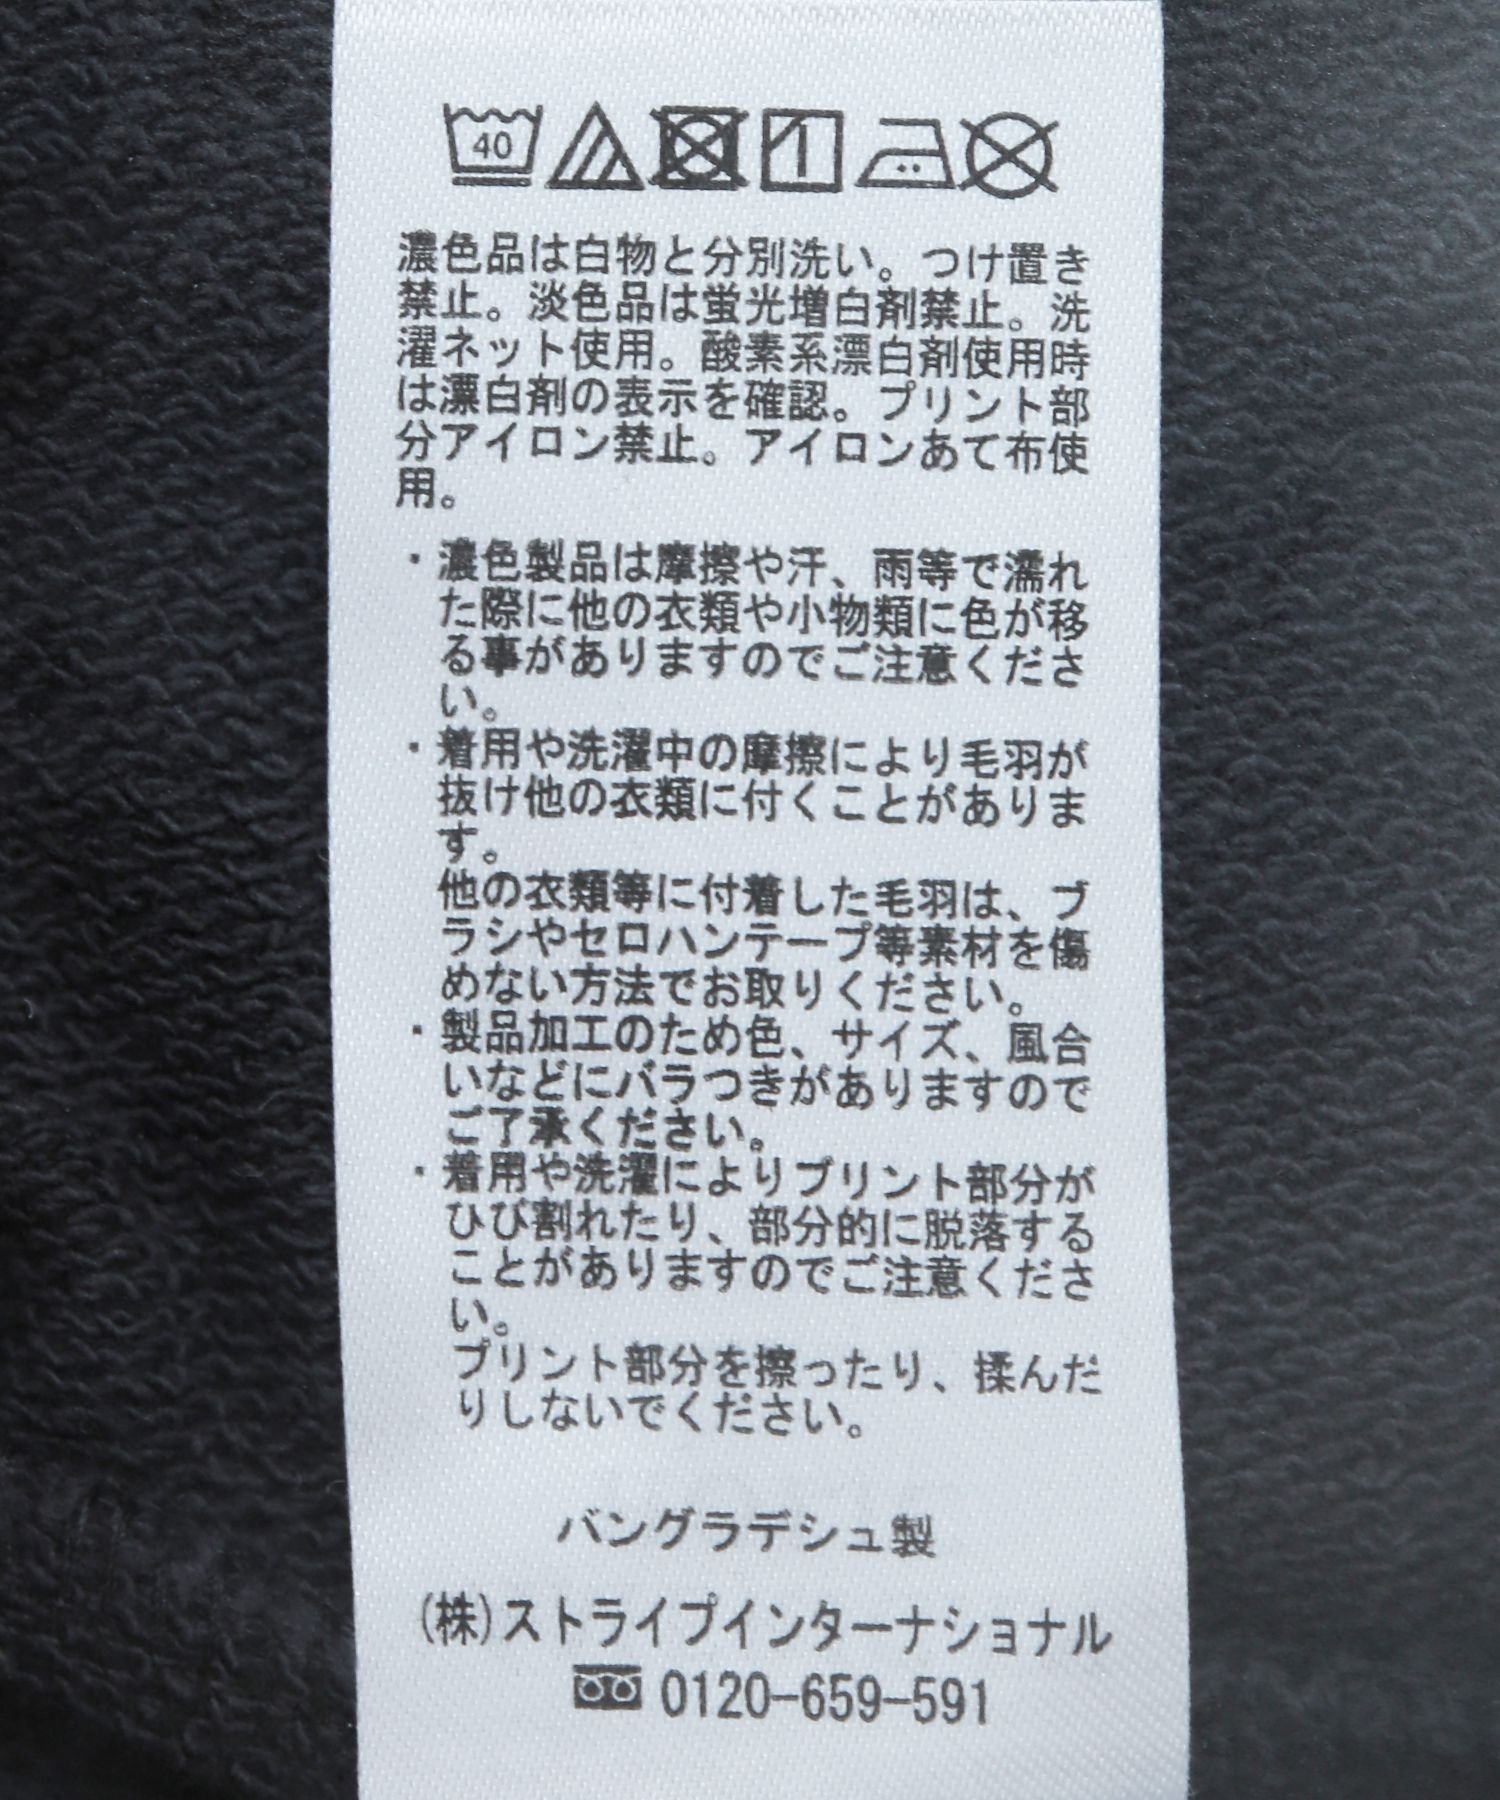 40
濃色品は白物と分別洗い。つけ置き
禁止。淡色品は蛍光増白剤禁止。洗
濯ネット使用。酸素系漂白剤使用時
は漂白剤の表示を確認。プリント部
分アイロン禁止。アイロンあて布使
用。
・濃色製品は摩擦や汗、雨等で濡れ
た際に他の衣類や小物類に色が移
る事がありますのでご注意くださ
い。
・着用や洗濯中の摩擦により毛羽が
抜け他の衣類に付くことがありま
す。
他の衣類等に付着した毛羽は、ブ
ラシやセロハンテープ等素材を傷
めない方法でお取りください。
・製品加工のため色、サイズ、風合
いなどにバラつきがありますので
ご了承ください。
・着用や洗濯によりプリント部分が
ひび割れたり、部分的に脱落する
ことがありますのでご注意くださ
い。
プリント部分を擦ったり、揉んだ
りしないでください。
バングラデシュ製
(株)ストライプインターナショナル
0120-659-591